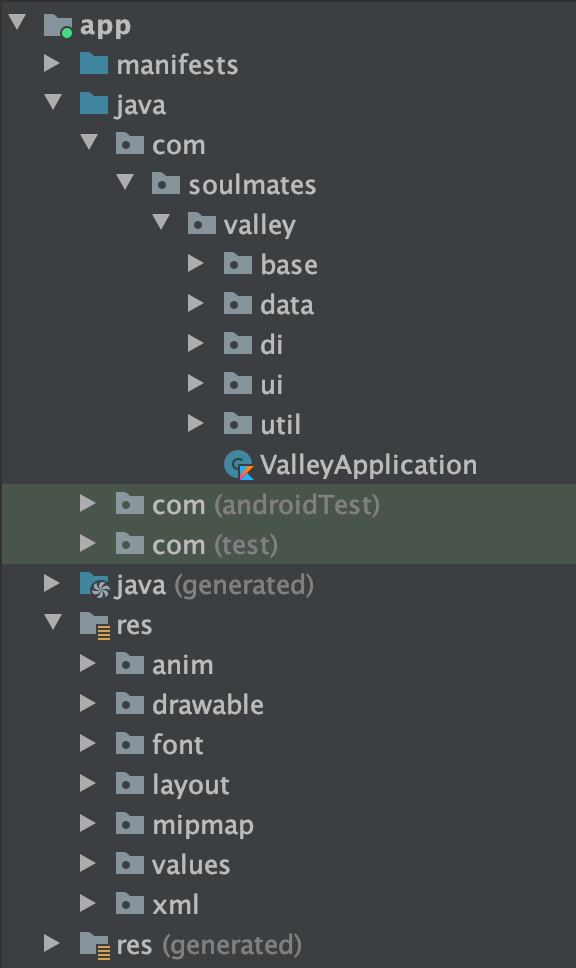 app
manifests
java
com
soulmates
valley
base
data
di
ui
util
ValleyApplication
com (androidTest)
com (test)
java (generated)
res
anim
drawable
font
layout
mipmap
values
xml
res (generated)